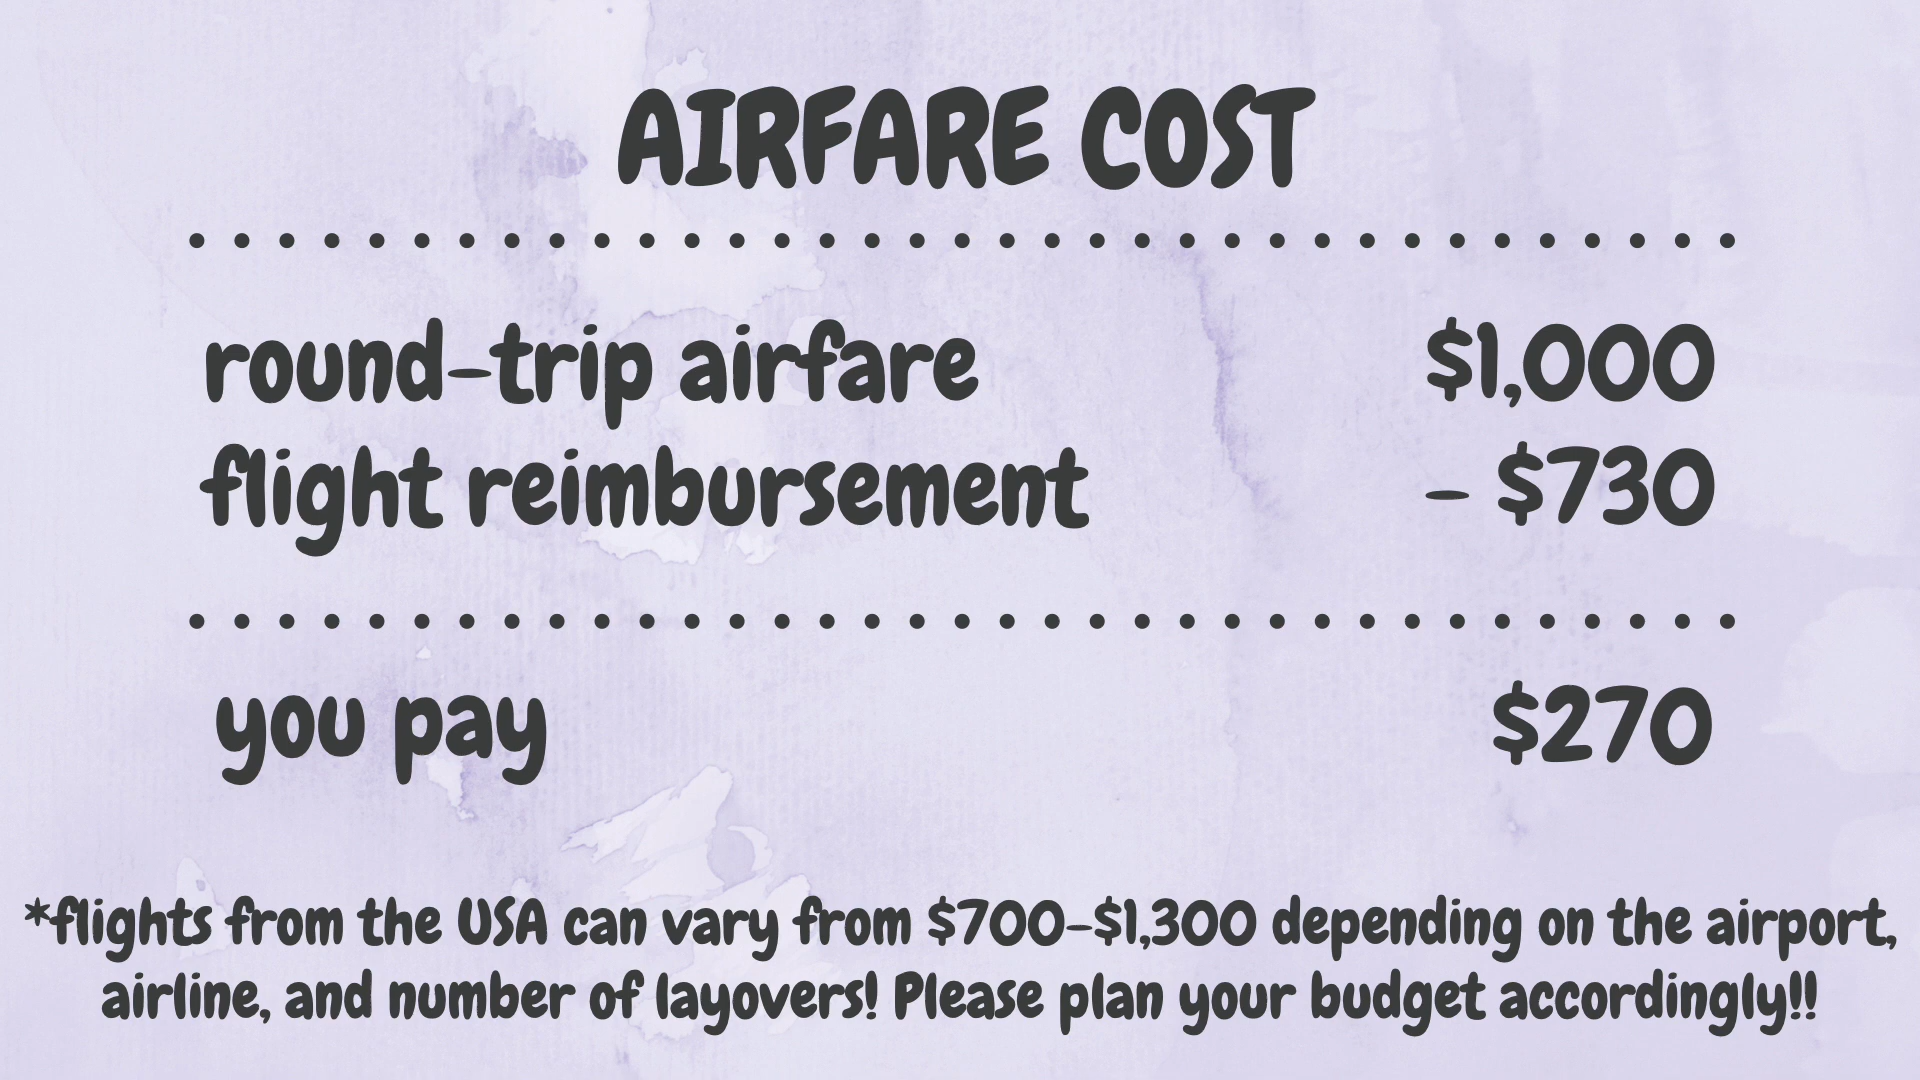 AIRFARE COST
round-trip airfare $1,000
flight reimbursement - $730
you pay $270
*flights from the USA can vary from $700-$1,300 depending on the airport,
airline, and number of layovers! Please plan your budget accordingly!!